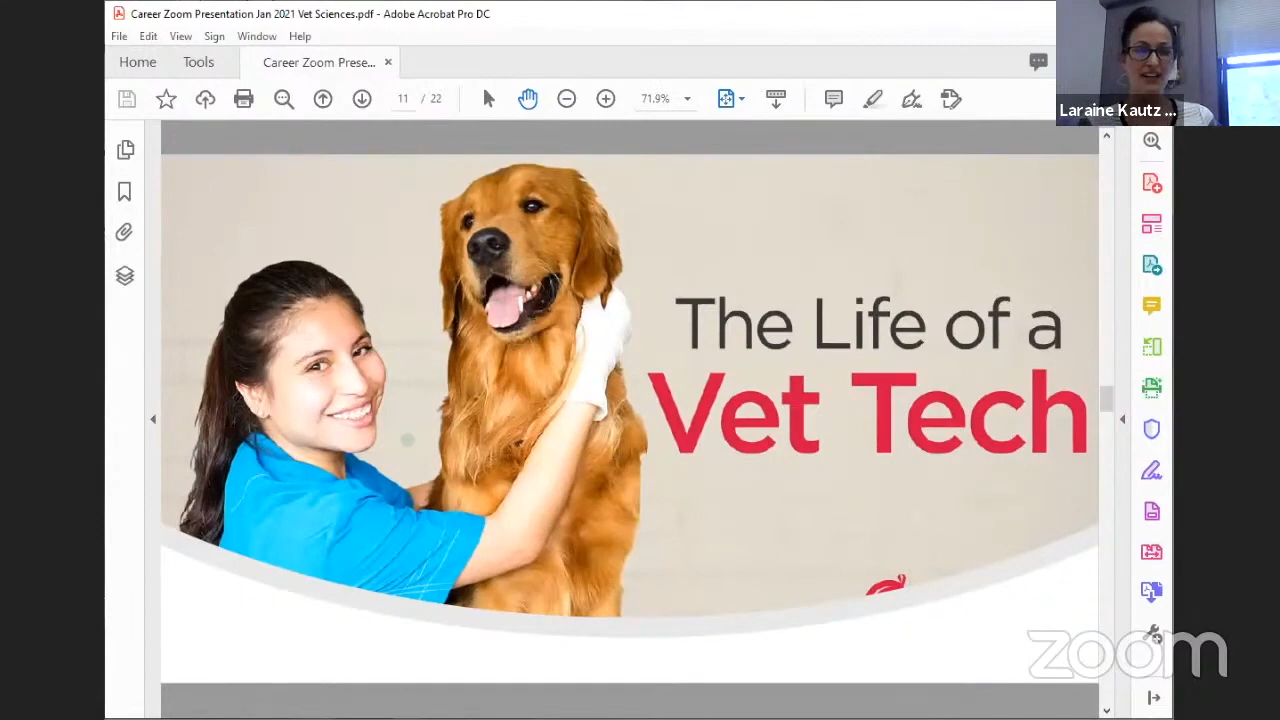 Career Zoom Presentation Jan 2021 Vet Sciences.pdf - Adobe Acrobat Pro DC
File Edit View Sign Window Help
Home Tools Career Zoom Prese... ×
11 / 22 71.9%
Laraine Kautz ...
The Life of a
Vet Tech
zoom